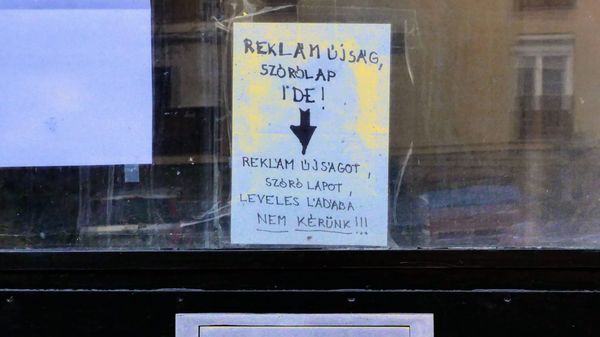 REKLÁM ÚJSÁG,
SZÓRÓLAP
IDE!
REKLÁM ÚJSÁGOT,
SZÓRÓ LAPOT,
LEVELES LÁDÁBA
NEM KÉRÜNK!!!